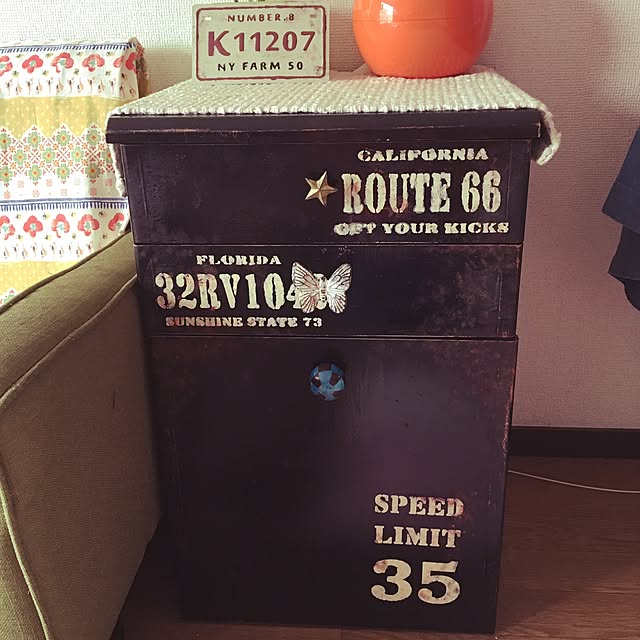 NUMBER 8
K11207
NY FARM 50
CALIFORNIA
ROUTE 66
GET YOUR KICKS
FLORIDA
SUNSHINE STATE 73
SPEED
LIMIT
35